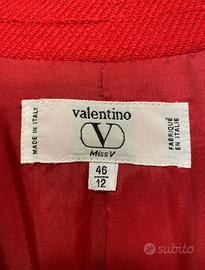 MADE IN ITALY
valentino
V
Miss V
FABRIQUÉ
EN ITALIE
46
12
subito